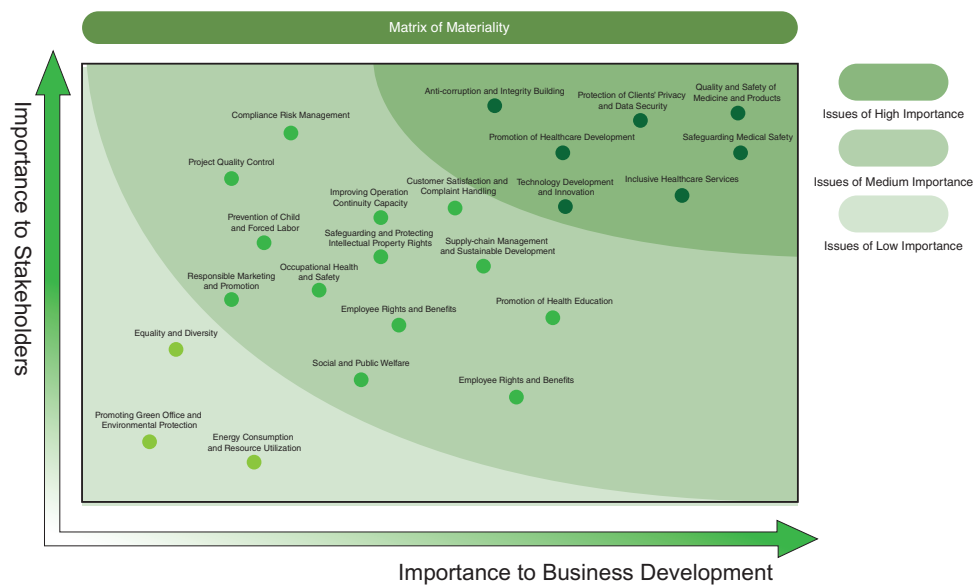 Matrix of Materiality
Importance to Stakeholders
Anti-corruption and Integrity Building
Protection of Clients' Privacy
and Data Security
Quality and Safety of
Medicine and Products
Compliance Risk Management
Promotion of Healthcare Development
Safeguarding Medical Safety
Project Quality Control
Customer Satisfaction and
Complaint Handling
Technology Development
and Innovation
Inclusive Healthcare Services
Improving Operation
Continuity Capacity
Prevention of Child
and Forced Labor
Safeguarding and Protecting
Intellectual Property Rights
Supply-chain Management
and Sustainable Development
Responsible Marketing
and Promotion
Occupational Health
and Safety
Employee Rights and Benefits
Promotion of Health Education
Equality and Diversity
Social and Public Welfare
Employee Rights and Benefits
Promoting Green Office and
Environmental Protection
Energy Consumption
and Resource Utilization
Issues of High Importance
Issues of Medium Importance
Issues of Low Importance
Importance to Business Development